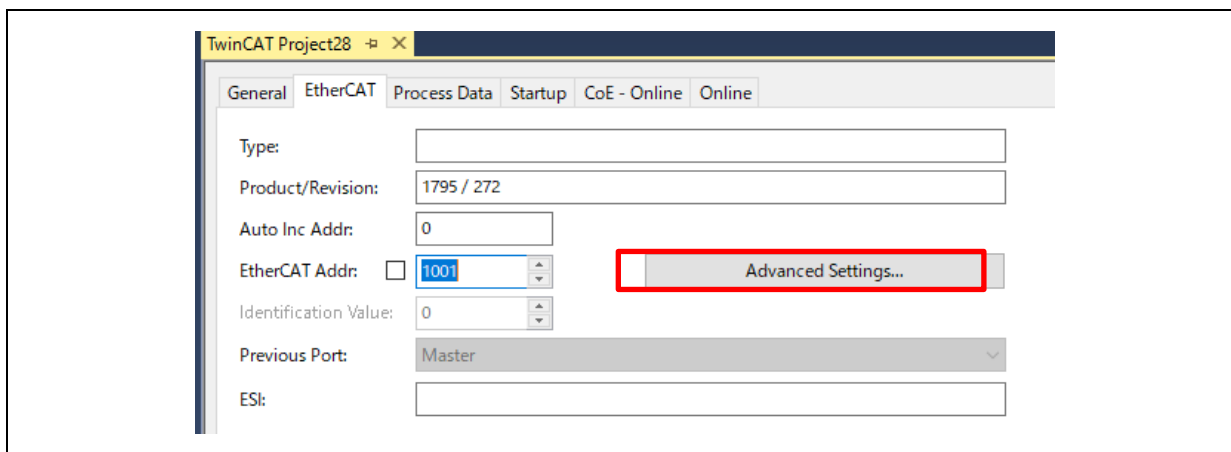 TwinCAT Project28
General EtherCAT Process Data Startup CoE - Online Online
Type:
Product/Revision: 1795 / 272
Auto Inc Addr: 0
EtherCAT Addr: 1001 Advanced Settings...
Identification Value: 0
Previous Port: Master
ESI: